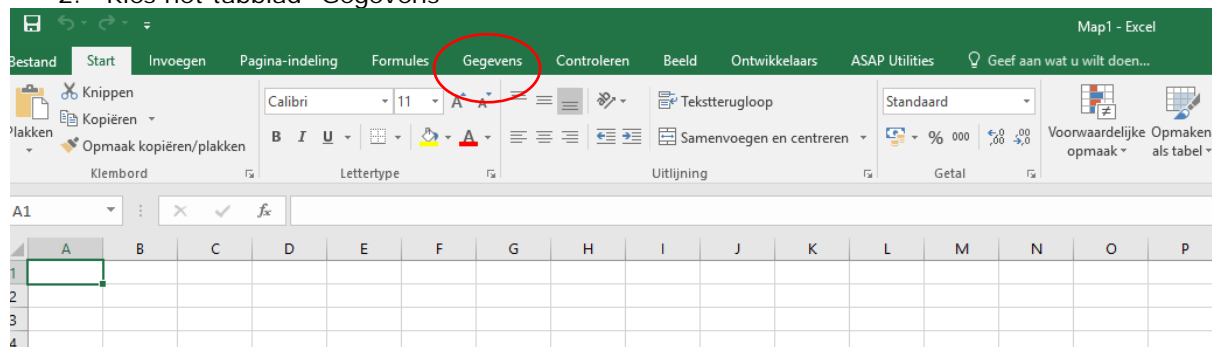 2. Kies het tabblad "Gegevens"
Map1 - Excel
Bestand Start Invoegen Pagina-indeling Formules Gegevens Controleren Beeld Ontwikkelaars ASAP Utilities Geef aan wat u wilt doen...
Plakken
Knippen
Kopiëren
Opmaak kopiëren/plakken
Klembord
Calibri 11 A A
B I U A
Lettertype
Tekstterugloop
Samenvoegen en centreren
Uitlijning
Standaard
% 000 ,00 ,0
Getal
Voorwaardelijke opmaak
Opmaken als tabel
A1 fx
A B C D E F G H I J K L M N O P
1
2
3
4